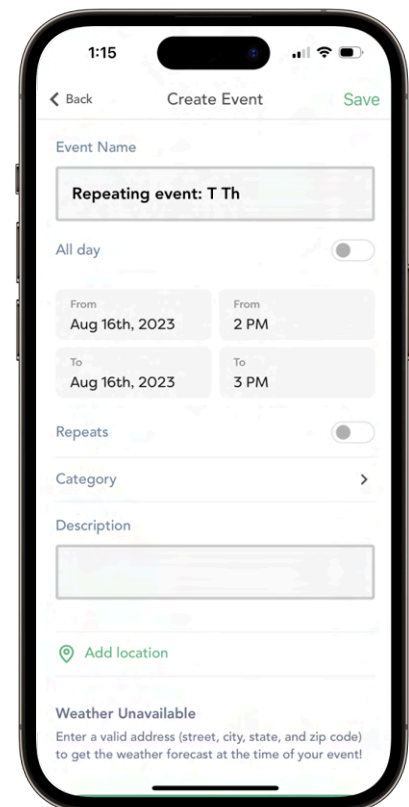 1:15
Back Create Event Save
Event Name
Repeating event: T Th
All day
From From
Aug 16th, 2023 2 PM
To To
Aug 16th, 2023 3 PM
Repeats
Category
Description
Add location
Weather Unavailable
Enter a valid address (street, city, state, and zip code)
to get the weather forecast at the time of your event!